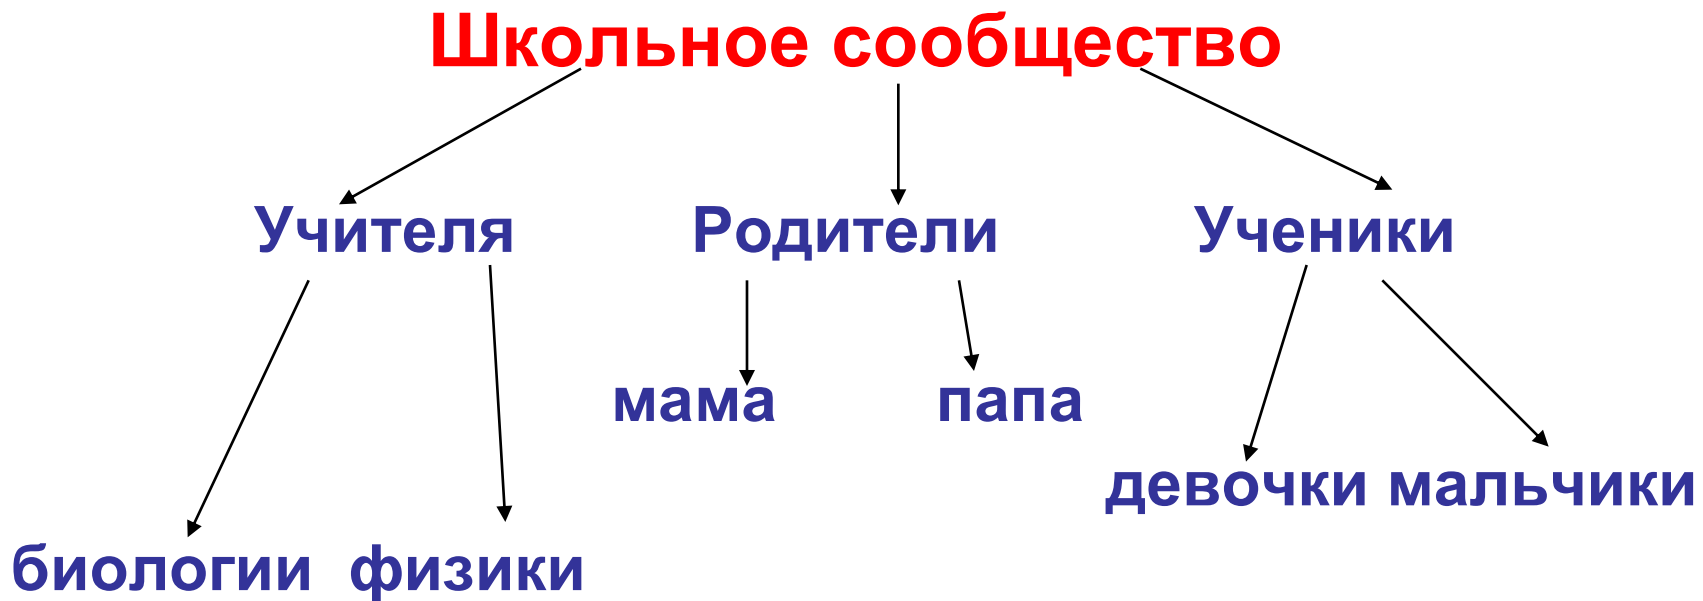 Школьное сообщество
Учителя Родители Ученики
мама папа
девочки мальчики
биологии физики